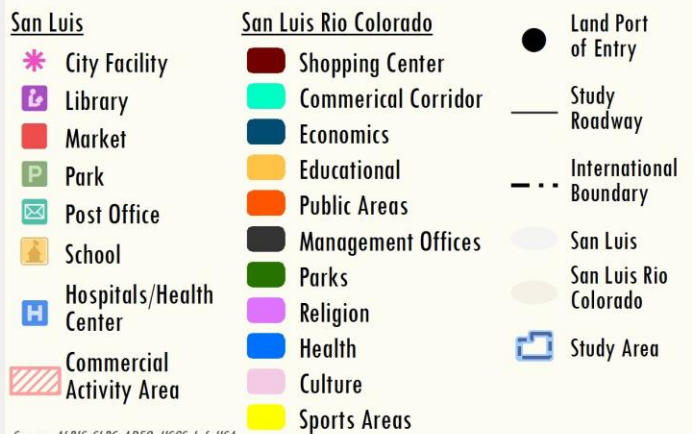 San Luis
City Facility
Library
Market
P
Park
Post Office
School
H
Hospitals/Health
Center
Commercial
Activity Area
San Luis Rio Colorado
Shopping Center
Commerical Corridor
Economics
Educational
Public Areas
Management Offices
Parks
Religion
Health
Culture
Sports Areas
Land Port
of Entry
Study
Roadway
International
Boundary
San Luis
San Luis Rio
Colorado
Study Area